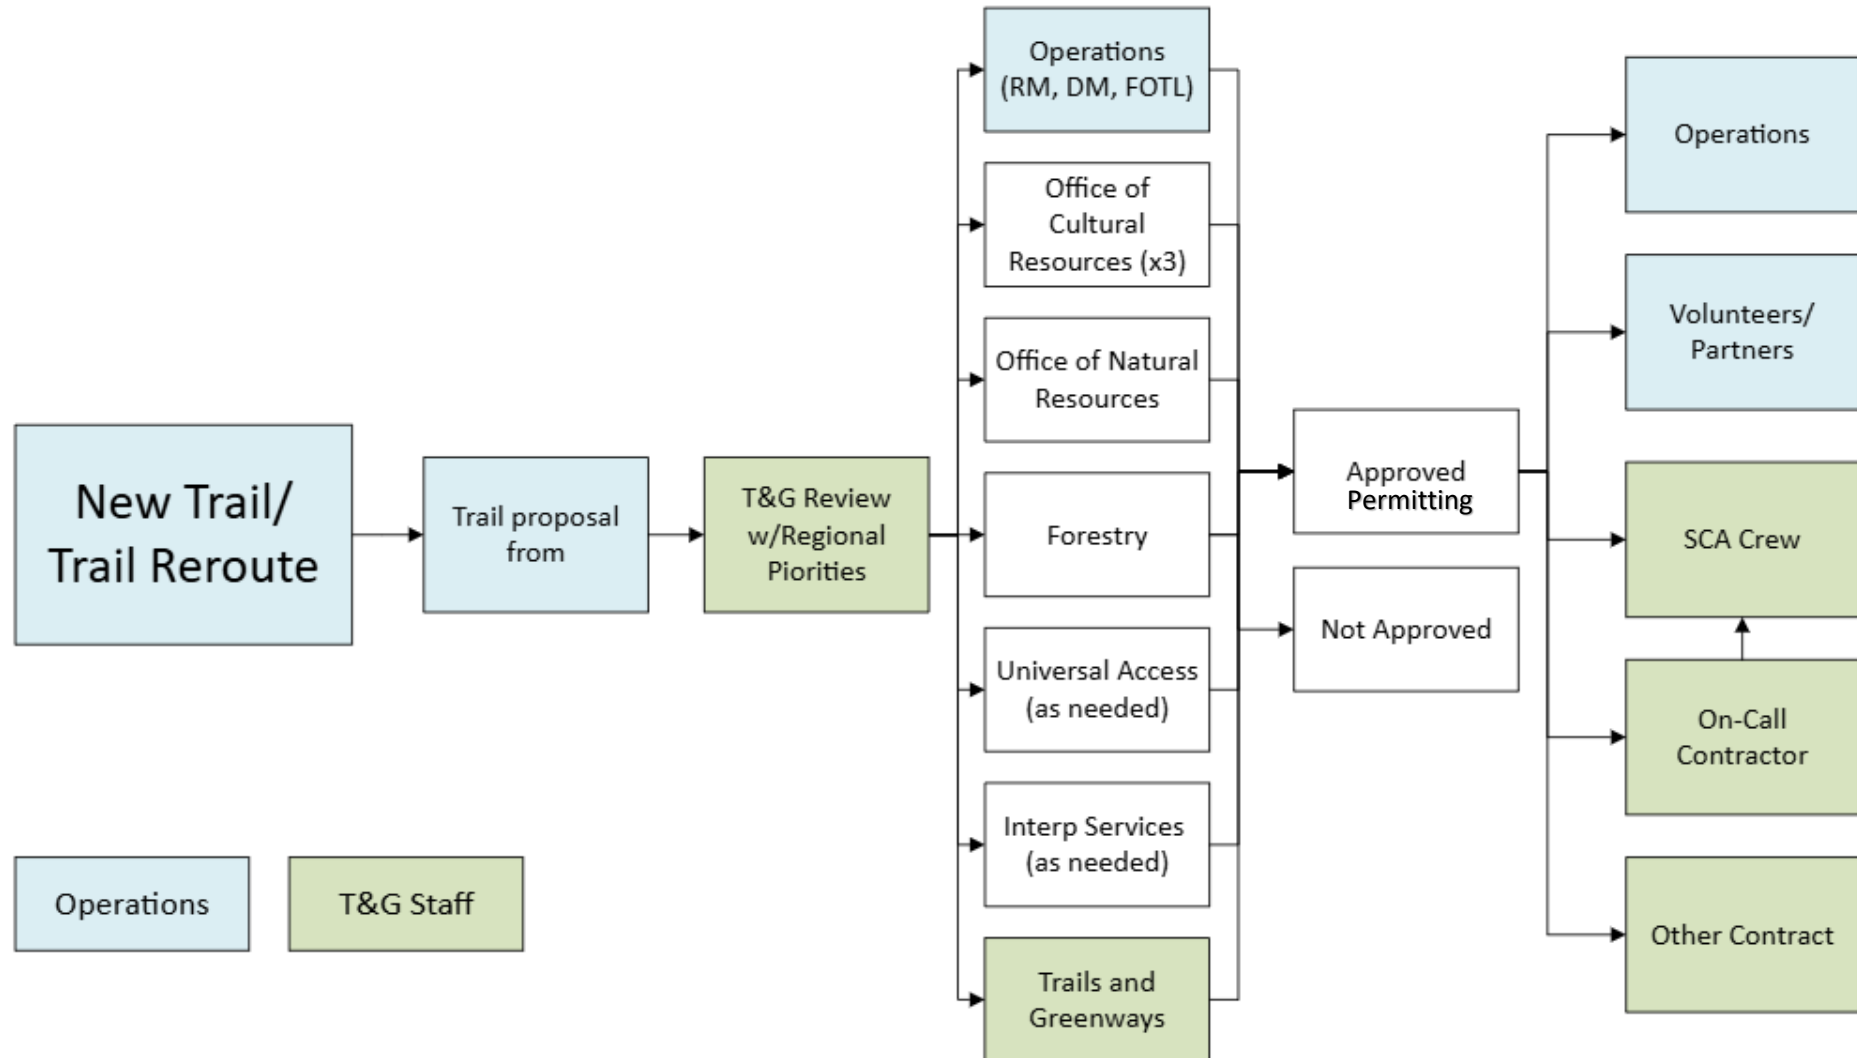 New Trail/
Trail Reroute
Trail proposal
from
T&G Review
w/Regional
Piorities
Operations
(RM, DM, FOTL)
Office of
Cultural
Resources (x3)
Office of Natural
Resources
Forestry
Universal Access
(as needed)
Interp Services
(as needed)
Trails and
Greenways
Approved
Permitting
Not Approved
Operations
Volunteers/
Partners
SCA Crew
On-Call
Contractor
Other Contract
Operations
T&G Staff